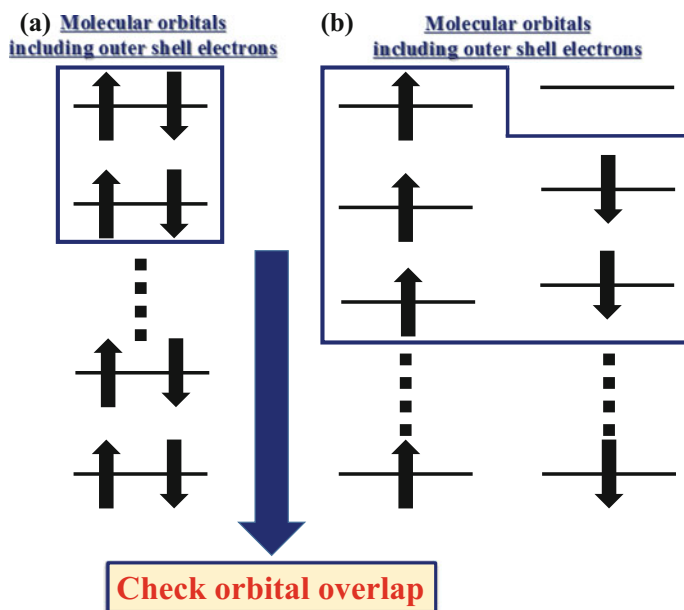 (a) Molecular orbitals
including outer shell electrons
(b) Molecular orbitals
including outer shell electrons
Check orbital overlap